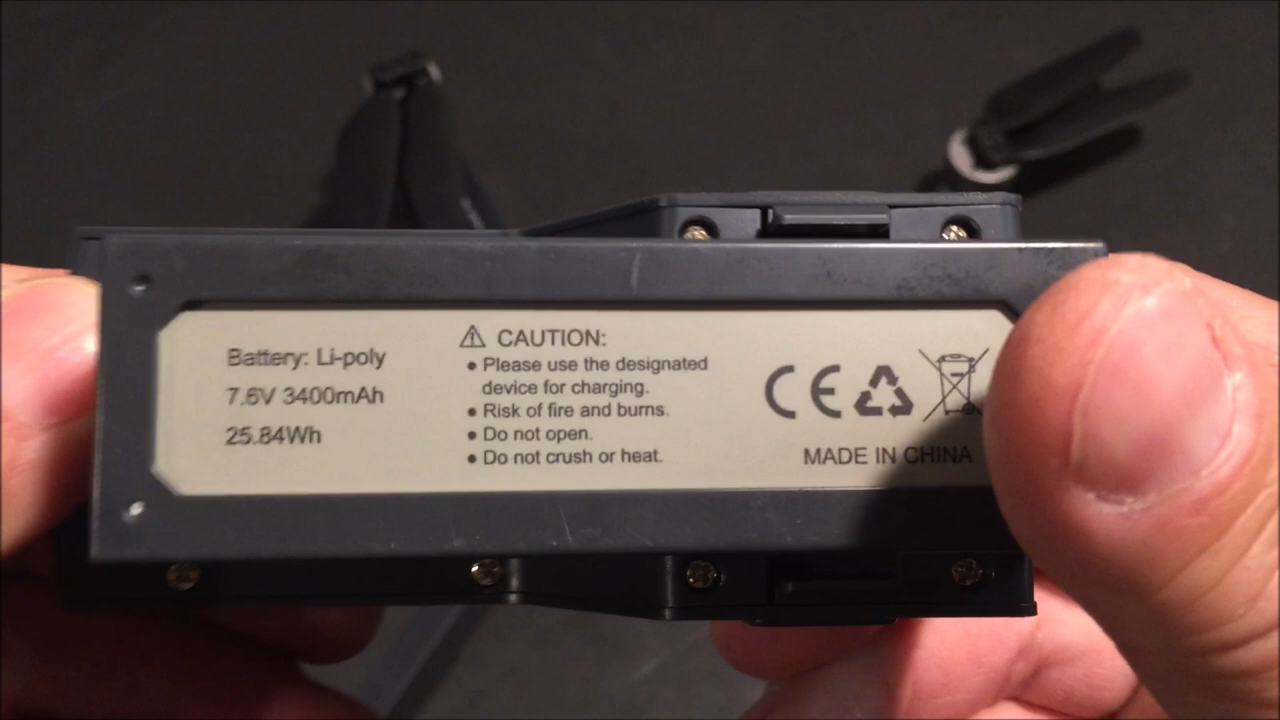 Battery: Li-poly
7.6V 3400mAh
25.84Wh
CAUTION:
• Please use the designated
device for charging.
• Risk of fire and burns.
• Do not open.
• Do not crush or heat.
CE
MADE IN CHINA